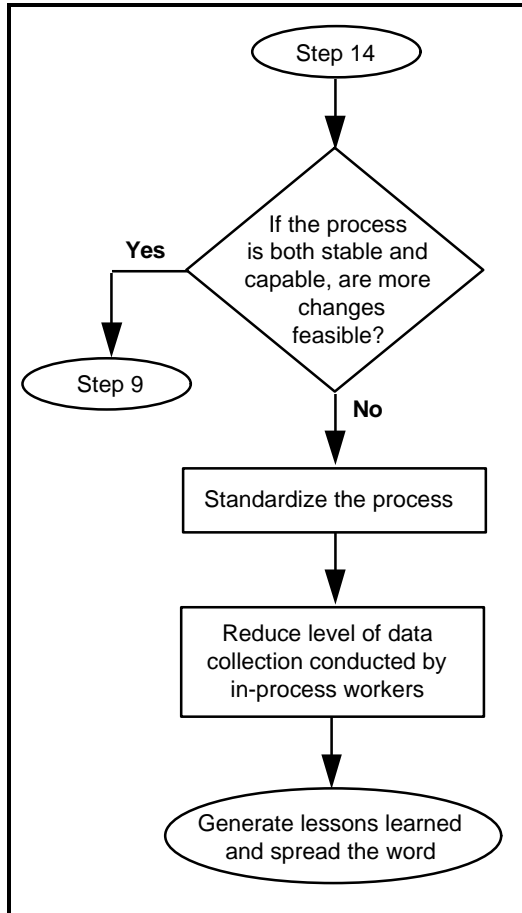 Step 14
If the process
is both stable and
capable, are more
changes
feasible?
Yes
Step 9
No
Standardize the process
Reduce level of data
collection conducted by
in-process workers
Generate lessons learned
and spread the word